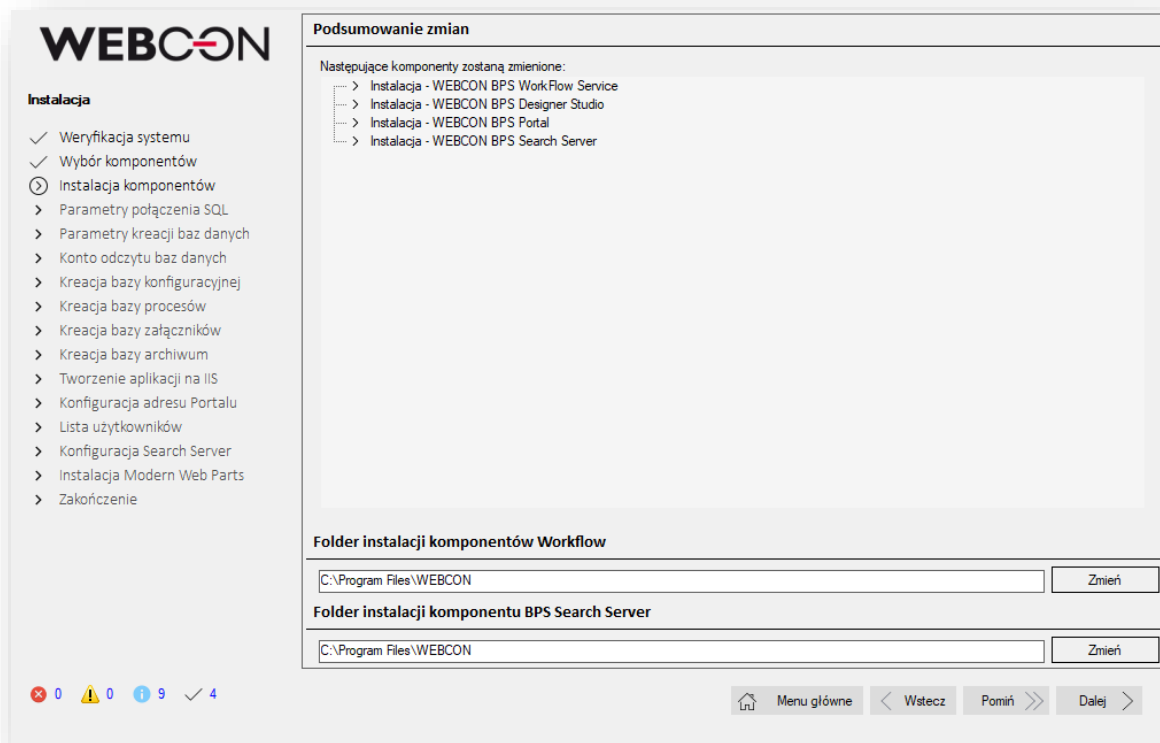 WEBCON
Instalacja
Weryfikacja systemu
Wybór komponentów
Instalacja komponentów
Parametry połączenia SQL
Parametry kreacji baz danych
Konto odczytu baz danych
Kreacja bazy konfiguracyjnej
Kreacja bazy procesów
Kreacja bazy załączników
Kreacja bazy archiwum
Tworzenie aplikacji na IIS
Konfiguracja adresu Portalu
Lista użytkowników
Konfiguracja Search Server
Instalacja Modern Web Parts
Zakończenie
0 0 9 4
Podsumowanie zmian
Następujące komponenty zostaną zmienione:
Instalacja - WEBCON BPS WorkFlow Service
Instalacja - WEBCON BPS Designer Studio
Instalacja - WEBCON BPS Portal
Instalacja - WEBCON BPS Search Server
Folder instalacji komponentów Workflow
C:\Program Files\WEBCON Zmień
Folder instalacji komponentu BPS Search Server
C:\Program Files\WEBCON Zmień
Menu główne Wstecz Pomiń Dalej